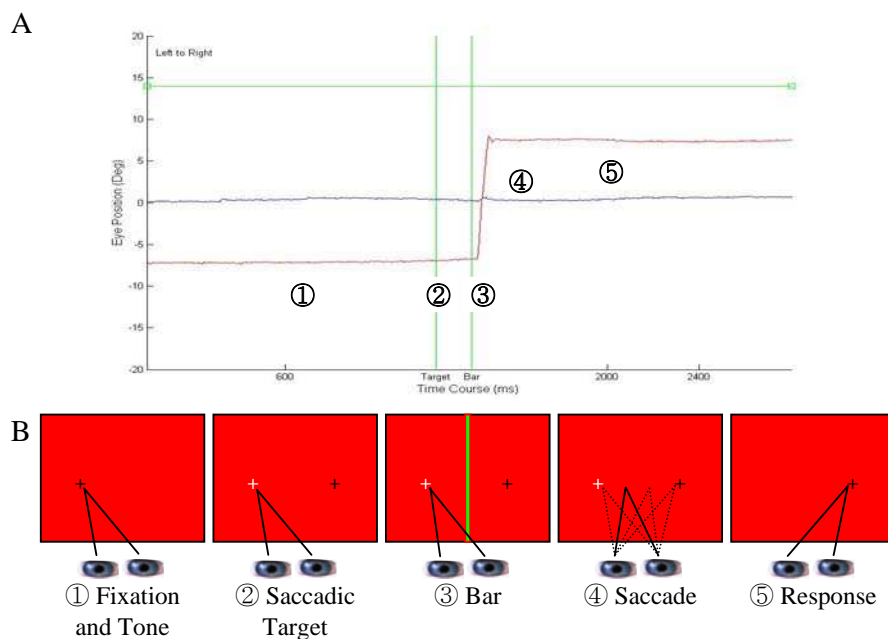 A
Left to Right
20
15
10
5
0
-5
-10
-15
-20
Eye Position (Deg)
④
⑤
①
②
③
600
Target
Bar
2000
2400
Time Course (ms)
B
① Fixation
and Tone
② Saccadic
Target
③ Bar
④ Saccade
⑤ Response